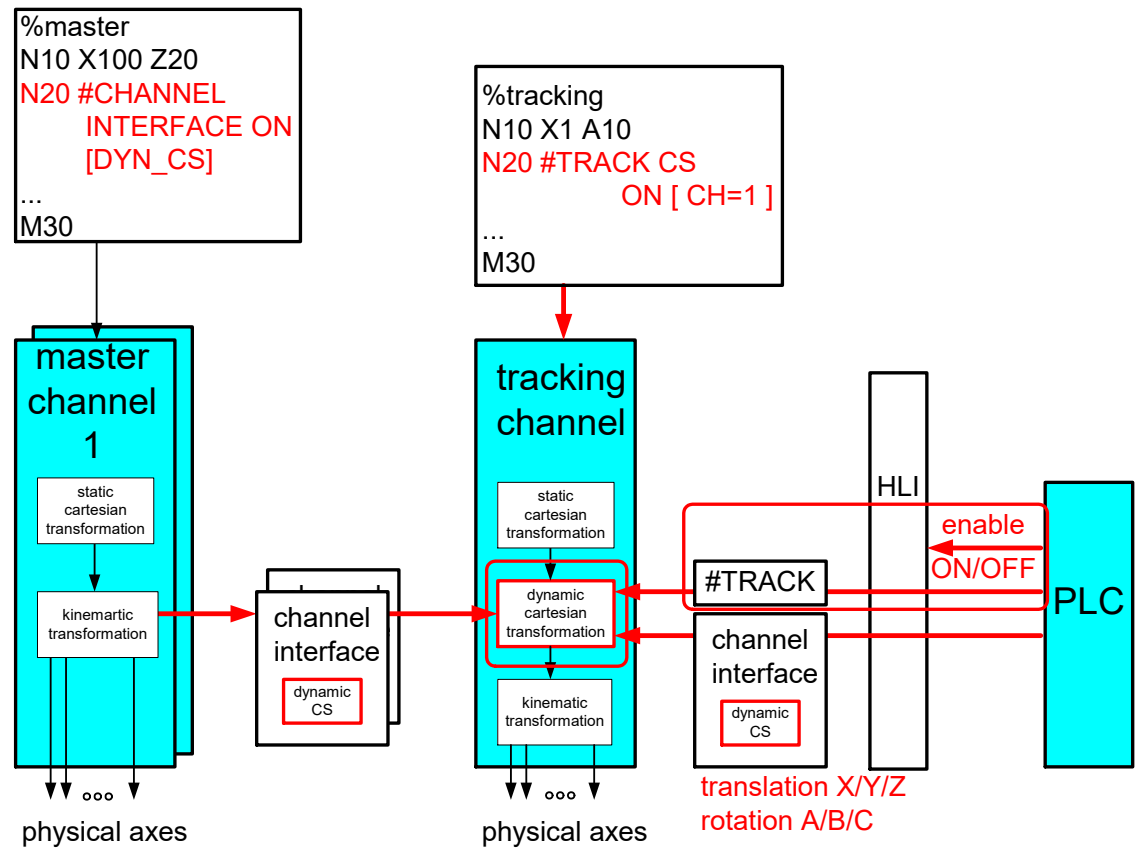 %master
N10 X100 Z20
N20 #CHANNEL
INTERFACE ON
[DYN_CS]
...
M30
%tracking
N10 X1 A10
N20 #TRACK CS
ON [ CH=1 ]
...
M30
master
channel
1
static
cartesian
transformation
kinemartic
transformation
physical axes
channel
interface
dynamic
CS
tracking
channel
static
cartesian
transformation
dynamic
cartesian
transformation
kinematic
transformation
physical axes
#TRACK
channel
interface
dynamic
CS
translation X/Y/Z
rotation A/B/C
HLI
enable
ON/OFF
PLC